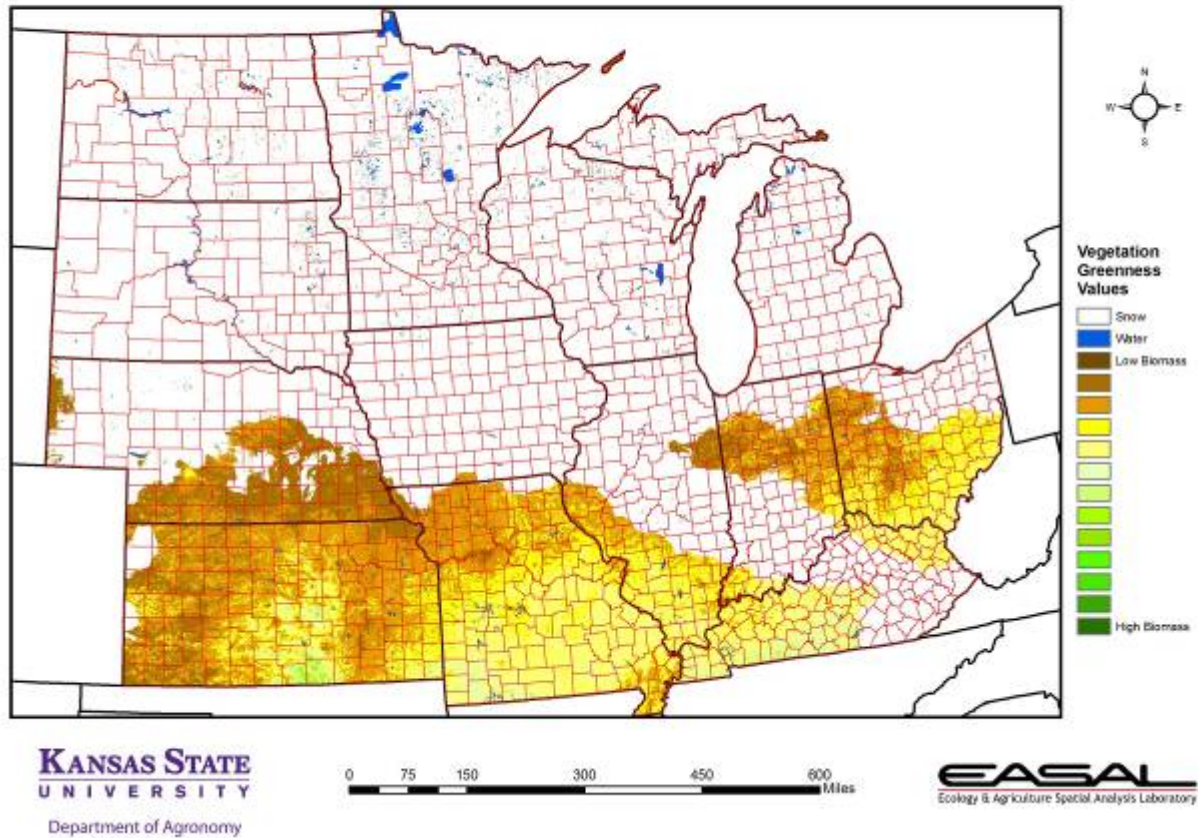 N
W E
S
Vegetation
Greenness
Values
Snow
Water
Low Biomass
High Biomass
KANSAS STATE
UNIVERSITY
Department of Agronomy
0 75 150 300 450 600
Miles
EASAL
Ecology & Agriculture Spatial Analysis Laboratory